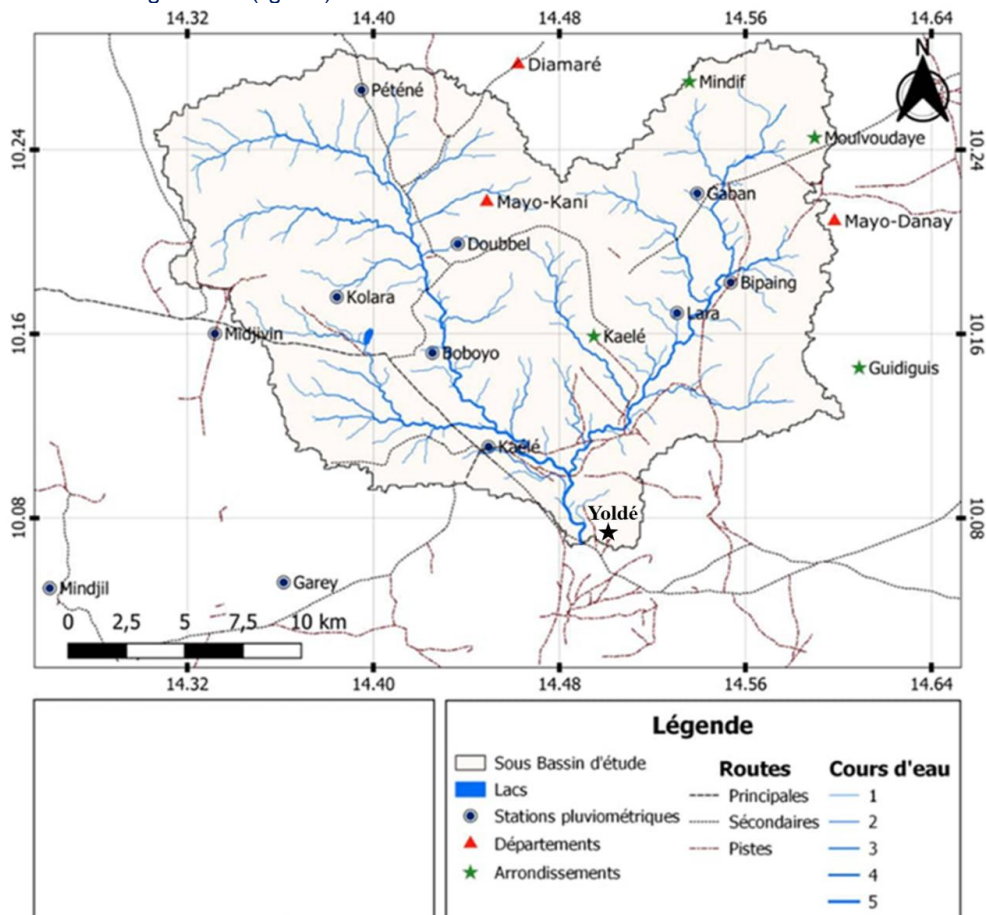 14.32 14.40 14.48 14.56 14.64
N
Diamaré
Mindif
Péténé
Moulvoudaye
10.24
10.24
Gaban
Mayo-Kani
Mayo-Danay
Doubbel
Bipaing
Kolara
Lara
Midjivin
Kaelé
10.16
10.16
Boboyo
Guidiguis
Kaélé
Yoldé
10.08
10.08
Mindjil
Garey
0 2,5 5 7,5 10 km
14.32 14.40 14.48 14.56 14.64
Légende
Sous Bassin d'étude
Lacs
Stations pluviométriques
Départements
Arrondissements
Routes
Principales
Sécondaires
Pistes
Cours d'eau
1
2
3
4
5